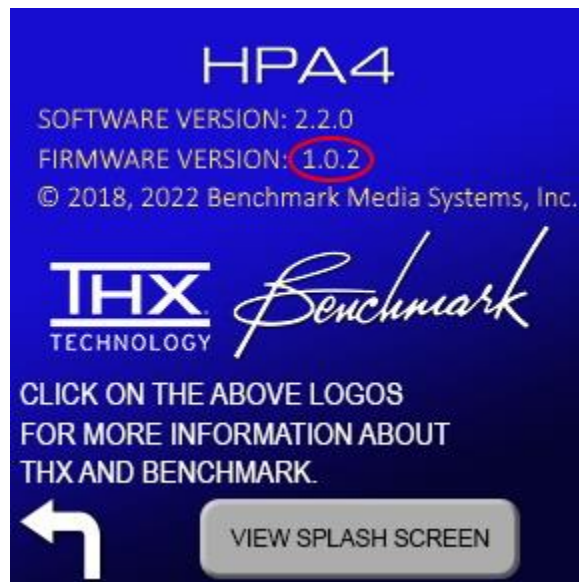 HPA4
SOFTWARE VERSION: 2.2.0
FIRMWARE VERSION: 1.0.2
© 2018, 2022 Benchmark Media Systems, Inc.
THX
TECHNOLOGY
Benchmark
CLICK ON THE ABOVE LOGOS
FOR MORE INFORMATION ABOUT
THX AND BENCHMARK.
VIEW SPLASH SCREEN